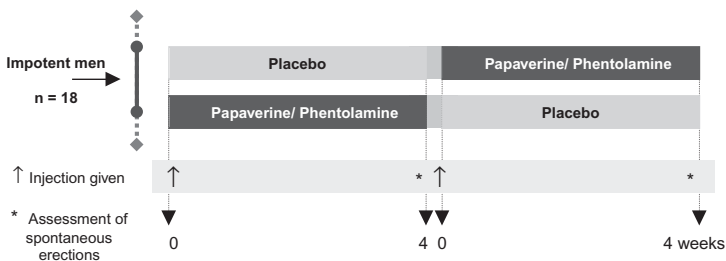 Impotent men
n = 18
Placebo
Papaverine/ Phentolamine
Papaverine/ Phentolamine
Placebo
↑ Injection given
↑ * ↑ *
* Assessment of
spontaneous
erections
0 4 0 4 weeks